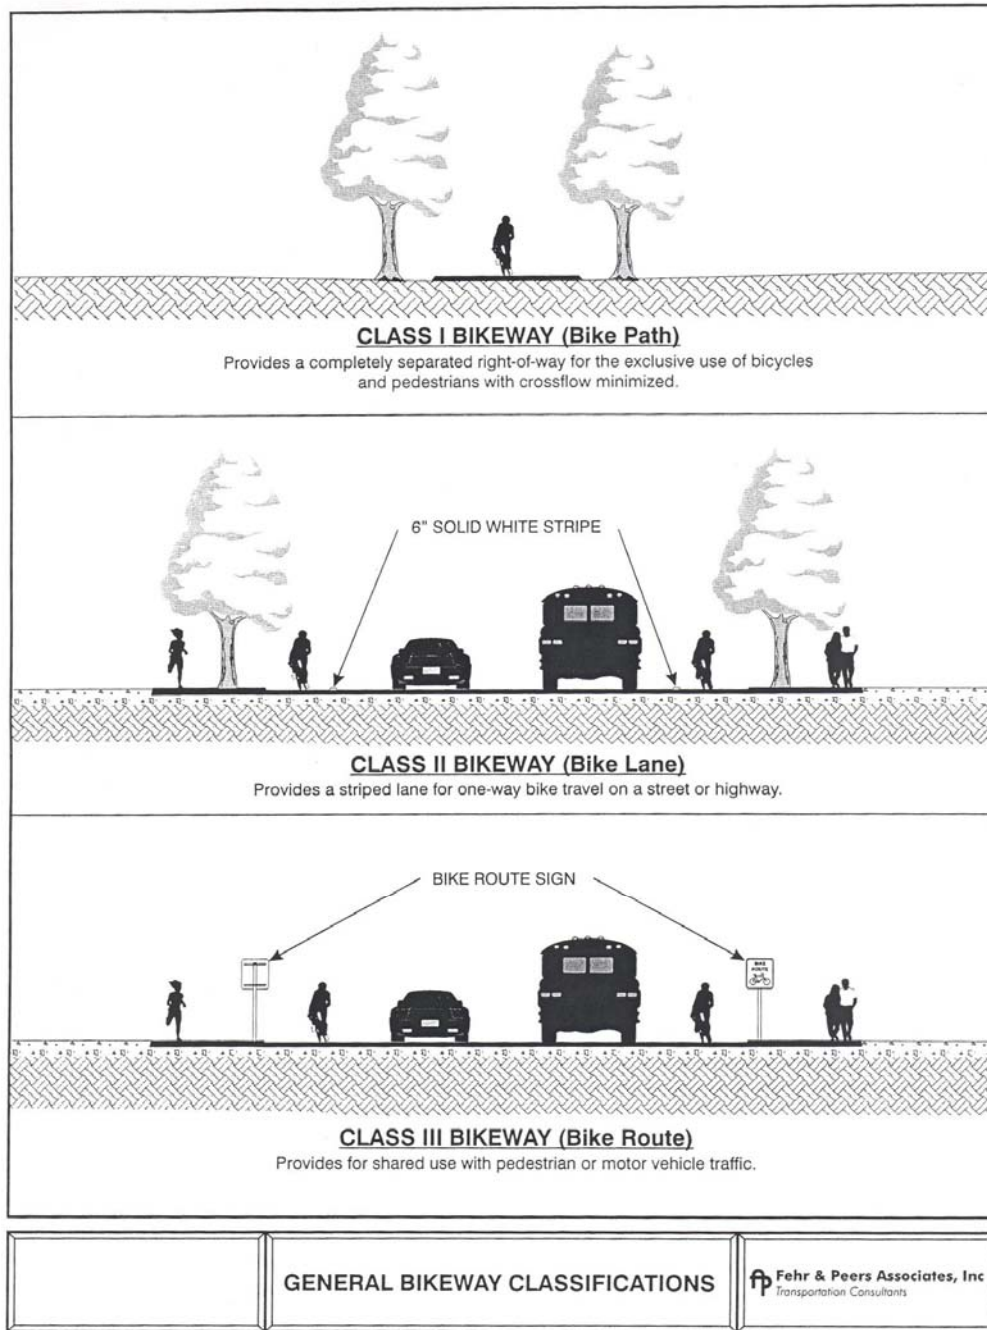 CLASS I BIKEWAY (Bike Path)
Provides a completely separated right-of-way for the exclusive use of bicycles
and pedestrians with crossflow minimized.
6" SOLID WHITE STRIPE
CLASS II BIKEWAY (Bike Lane)
Provides a striped lane for one-way bike travel on a street or highway.
BIKE ROUTE SIGN
BIKE
ROUTE
CLASS III BIKEWAY (Bike Route)
Provides for shared use with pedestrian or motor vehicle traffic.
GENERAL BIKEWAY CLASSIFICATIONS
fp Fehr & Peers Associates, Inc
Transportation Consultants